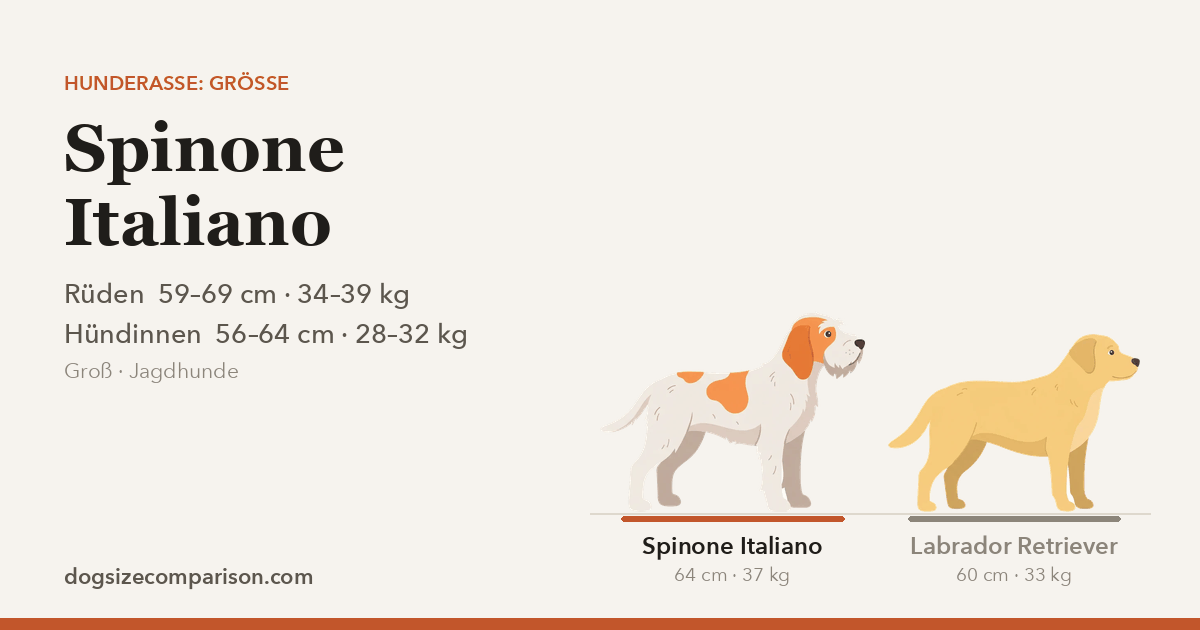 HUNDERASSE: GRÖSSE
Spinone
Italiano
Rüden 59–69 cm · 34–39 kg
Hündinnen 56–64 cm · 28–32 kg
Groß · Jagdhunde
Spinone Italiano
64 cm · 37 kg
Labrador Retriever
60 cm · 33 kg
dogsizecomparison.com